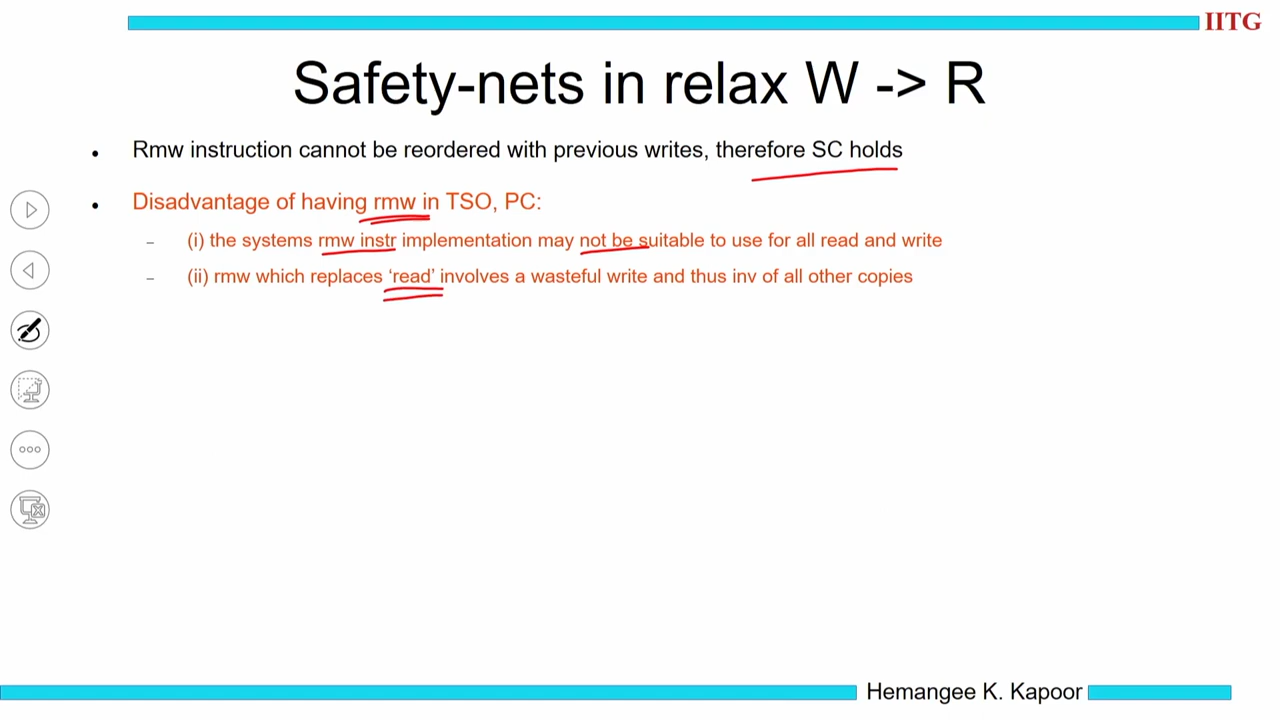 IITG
Safety-nets in relax W -> R
• Rmw instruction cannot be reordered with previous writes, therefore SC holds
• Disadvantage of having rmw in TSO, PC:
– (i) the systems rmw instr implementation may not be suitable to use for all read and write
– (ii) rmw which replaces ‘read’ involves a wasteful write and thus inv of all other copies
Hemangee K. Kapoor